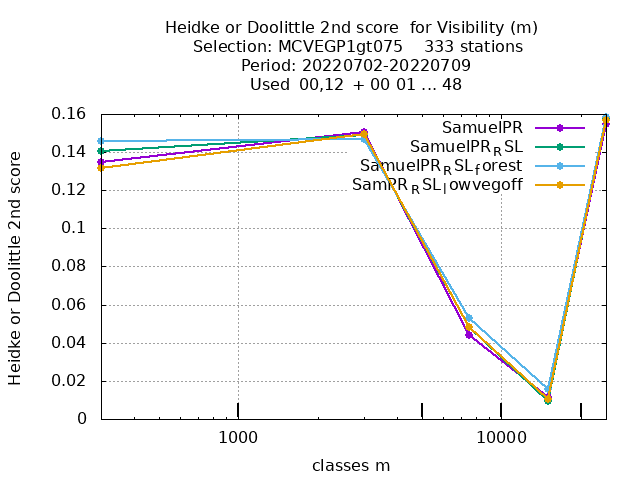 Heidke or Doolittle 2nd score  for Visibility (m)
Selection: MCVEGP1gt075    333 stations
Period: 20220702-20220709
Used  00,12  + 00 01 ... 48
0.16
0.14
0.12
0.1
0.08
0.06
0.04
0.02
0
Heidke or Doolittle 2nd score
SamuelPR
SamuelPR_RSL
SamuelPR_RSL_forest
SamPR_RSL_lowvegoff
1000
10000
classes m